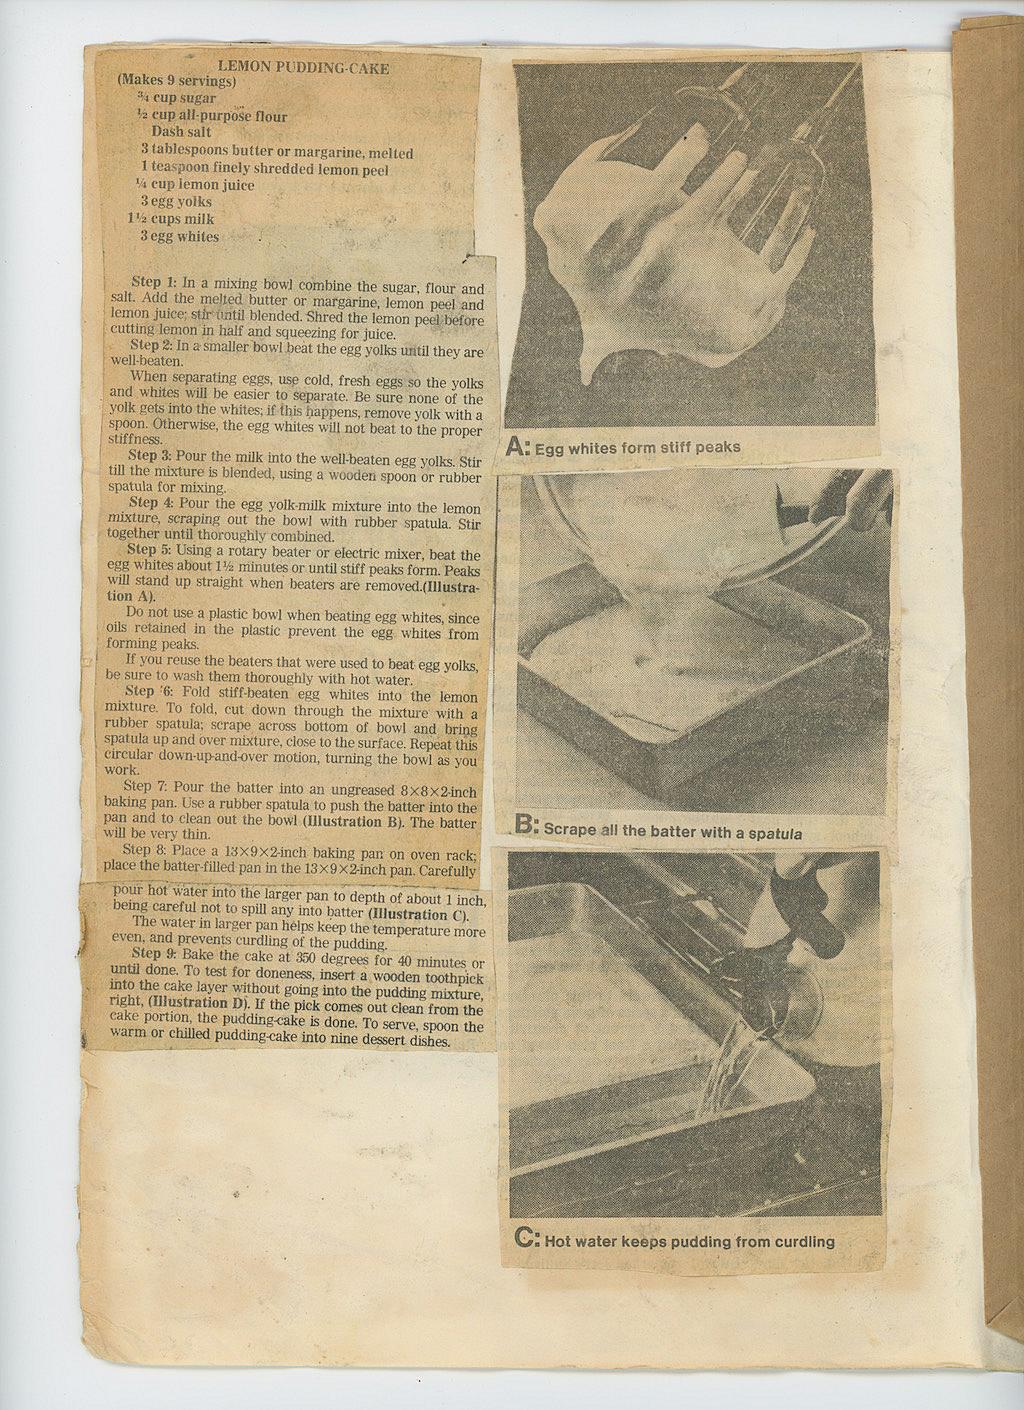 LEMON PUDDING-CAKE
(Makes 9 servings)
¾ cup sugar
½ cup all-purpose flour
Dash salt
3 tablespoons butter or margarine, melted
1 teaspoon finely shredded lemon peel
¼ cup lemon juice
3 egg yolks
1½ cups milk
3 egg whites
Step 1: In a mixing bowl combine the sugar, flour and
salt. Add the melted butter or margarine, lemon peel and
lemon juice; stir until blended. Shred the lemon peel before
cutting lemon in half and squeezing for juice.
Step 2: In a smaller bowl beat the egg yolks until they are
well-beaten.
When separating eggs, use cold, fresh eggs so the yolks
and whites will be easier to separate. Be sure none of the
yolk gets into the whites; if this happens, remove yolk with a
spoon. Otherwise, the egg whites will not beat to the proper
stiffness.
Step 3: Pour the milk into the well-beaten egg yolks. Stir
till the mixture is blended, using a wooden spoon or rubber
spatula for mixing.
Step 4: Pour the egg yolk-milk mixture into the lemon
mixture, scraping out the bowl with rubber spatula. Stir
together until thoroughly combined.
Step 5: Using a rotary beater or electric mixer, beat the
egg whites about 1½ minutes or until stiff peaks form. Peaks
will stand up straight when beaters are removed.(Illustra-
tion A).
Do not use a plastic bowl when beating egg whites, since
oils retained in the plastic prevent the egg whites from
forming peaks.
If you reuse the beaters that were used to beat egg yolks,
be sure to wash them thoroughly with hot water.
Step '6: Fold stiff-beaten egg whites into the lemon
mixture. To fold, cut down through the mixture with a
rubber spatula; scrape across bottom of bowl and bring
spatula up and over mixture, close to the surface. Repeat this
circular down-up-and-over motion, turning the bowl as you
work.
Step 7: Pour the batter into an ungreased 8×8×2-inch
baking pan. Use a rubber spatula to push the batter into the
pan and to clean out the bowl (Illustration B). The batter
will be very thin.
Step 8: Place a 13×9×2-inch baking pan on oven rack;
place the batter-filled pan in the 13×9×2-inch pan. Carefully
pour hot water into the larger pan to depth of about 1 inch,
being careful not to spill any into batter (Illustration C).
The water in larger pan helps keep the temperature more
even, and prevents curdling of the pudding.
Step 9: Bake the cake at 350 degrees for 40 minutes or
until done. To test for doneness, insert a wooden toothpick
into the cake layer without going into the pudding mixture,
right, (Illustration D). If the pick comes out clean from the
cake portion, the pudding-cake is done. To serve, spoon the
warm or chilled pudding-cake into nine dessert dishes.
A: Egg whites form stiff peaks
B: Scrape all the batter with a spatula
C: Hot water keeps pudding from curdling